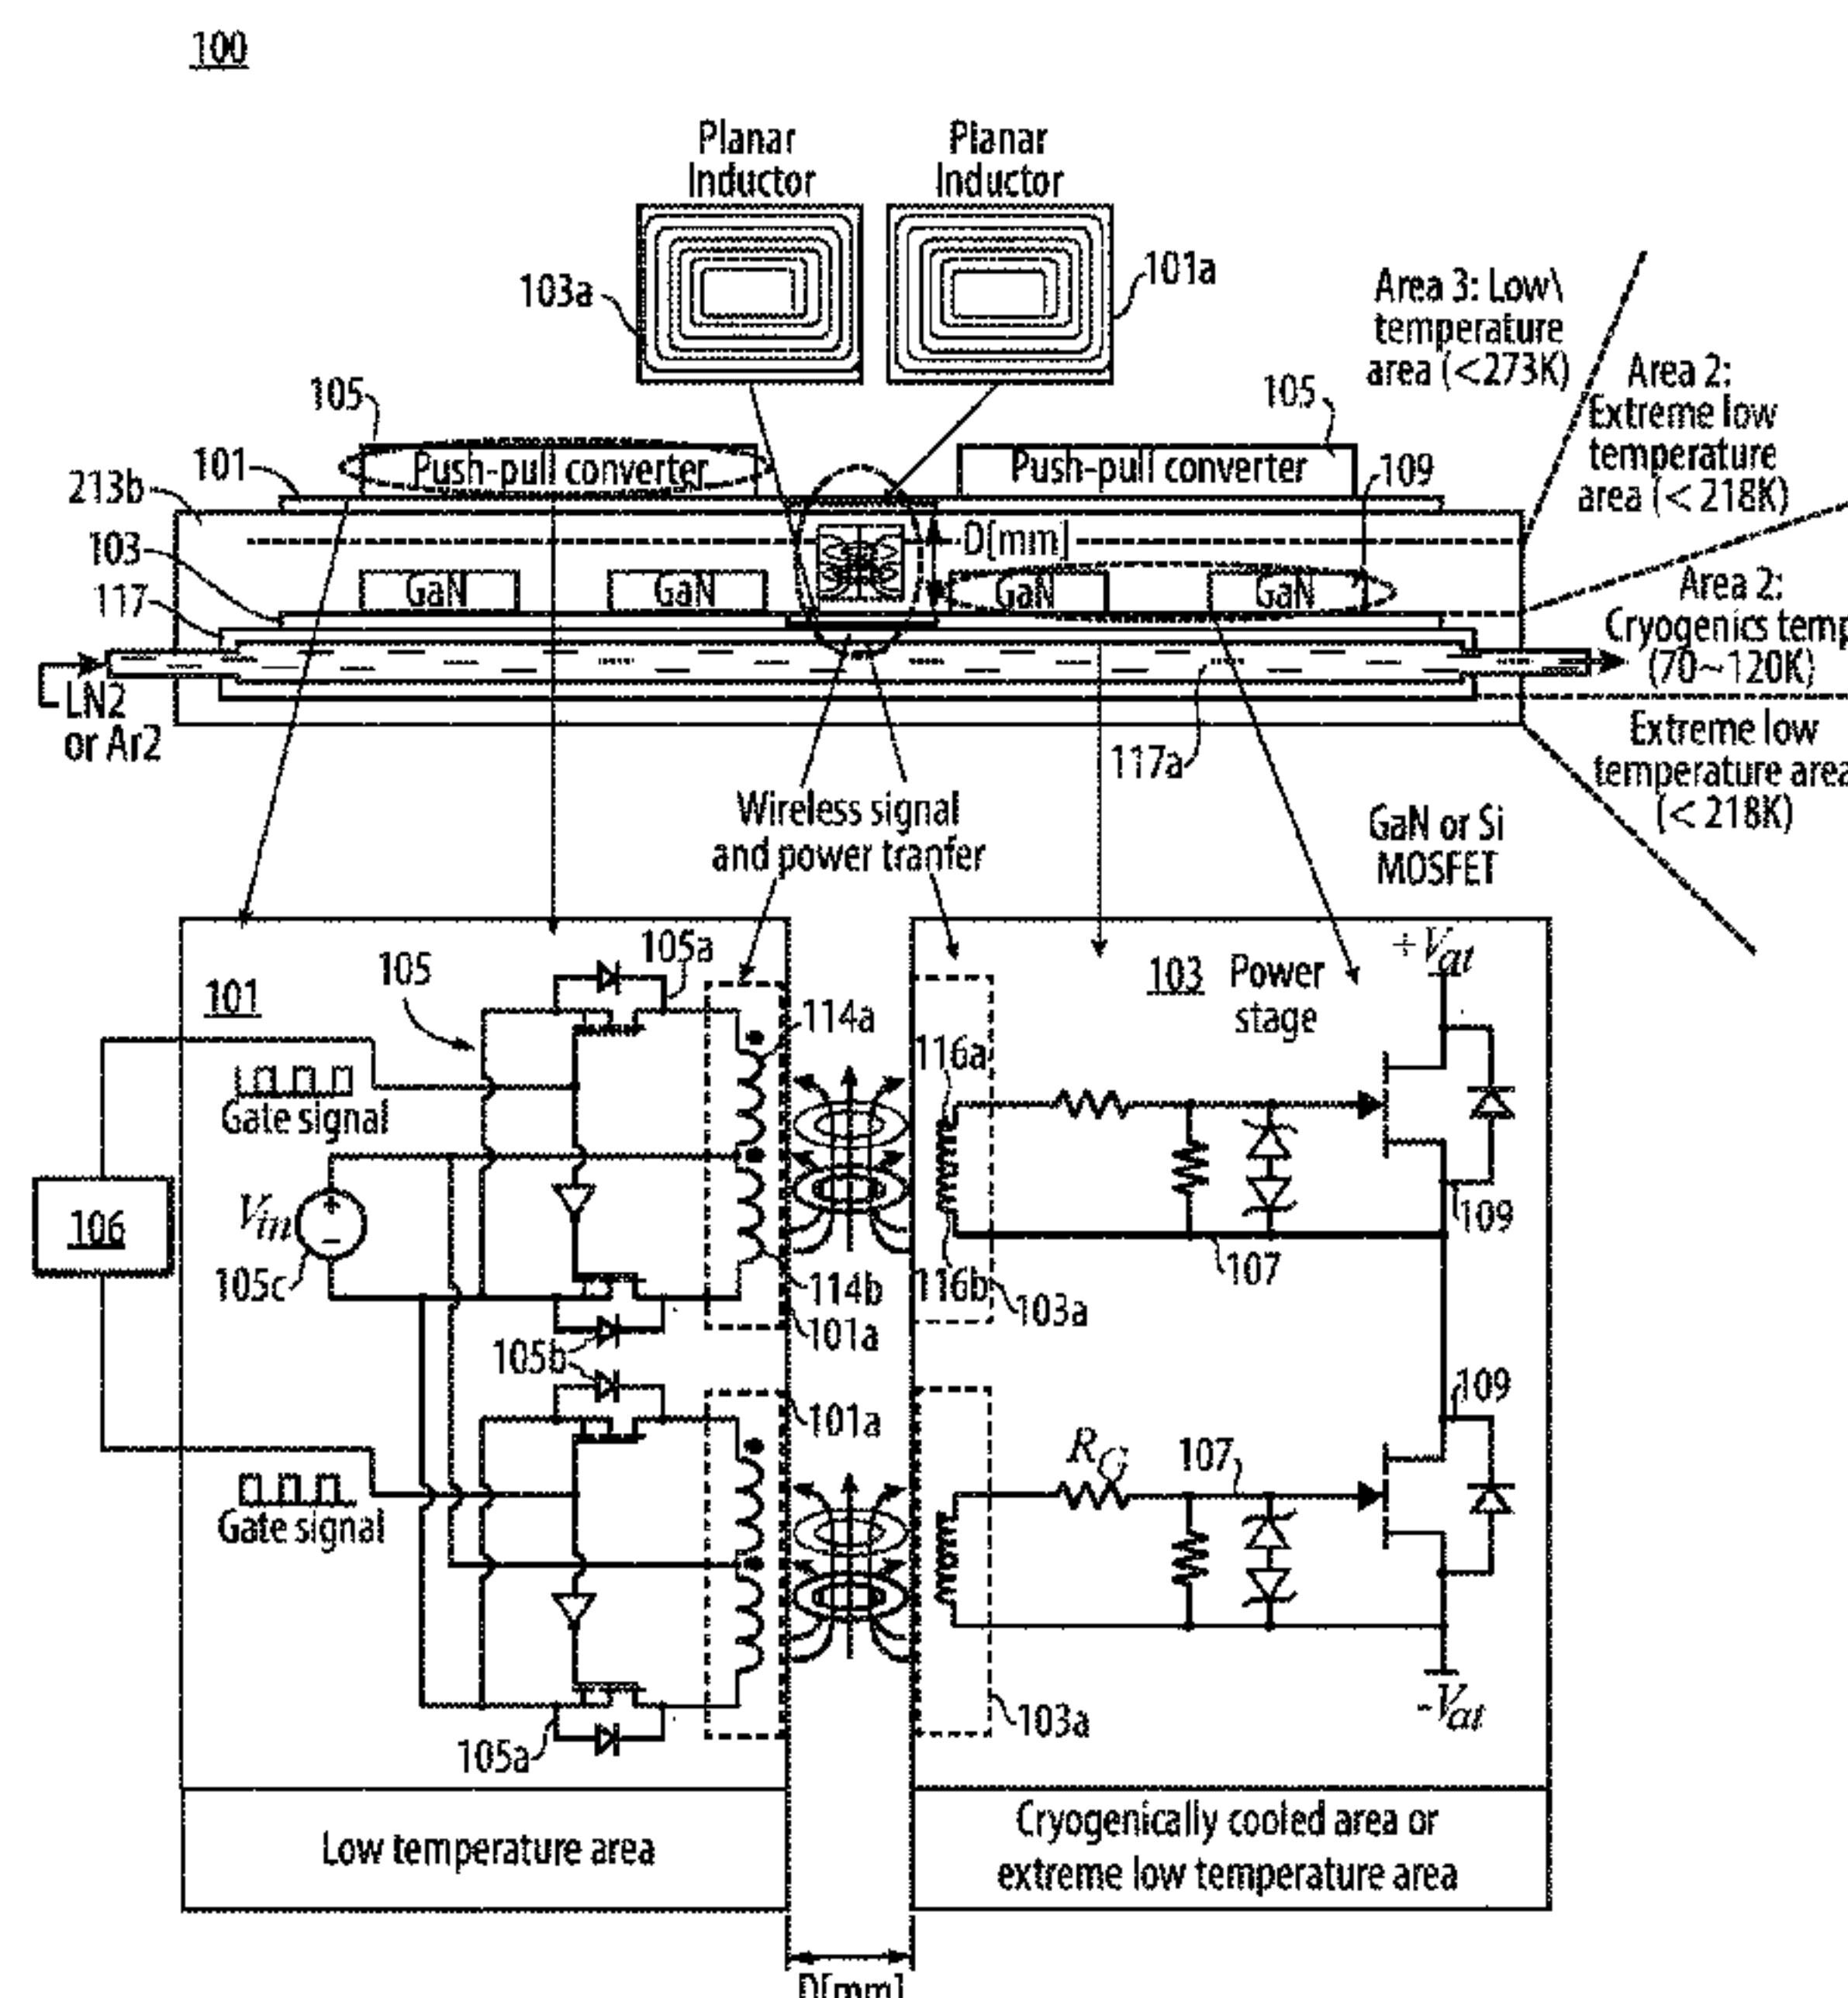 100
Planar
Inductor
Planar
Inductor
103a
101a
Area 3: Low\
temperature
area (<273K)
Area 2:
Extreme low
temperature
area (< 218K)
105
105
Push-pull converter
Push-pull converter
101
109
213b
D[mm]
103
GaN
GaN
GaN
GaN
117
Area 2:
Cryogenics temp
(70~120K)
LN2
or Ar2
117a
Extreme low
temperature area
(< 218K)
Wireless signal
and power tranfer
GaN or Si
MOSFET
101
105
105a
114a
103
Power
stage
+Vat
116a
Gate signal
106
Vin
105c
114b
116b
109
107
103a
101a
105b
101a
109
RG
107
Gate signal
105a
103a
-Vat
Low temperature area
Cryogenically cooled area or
extreme low temperature area
D[mm]